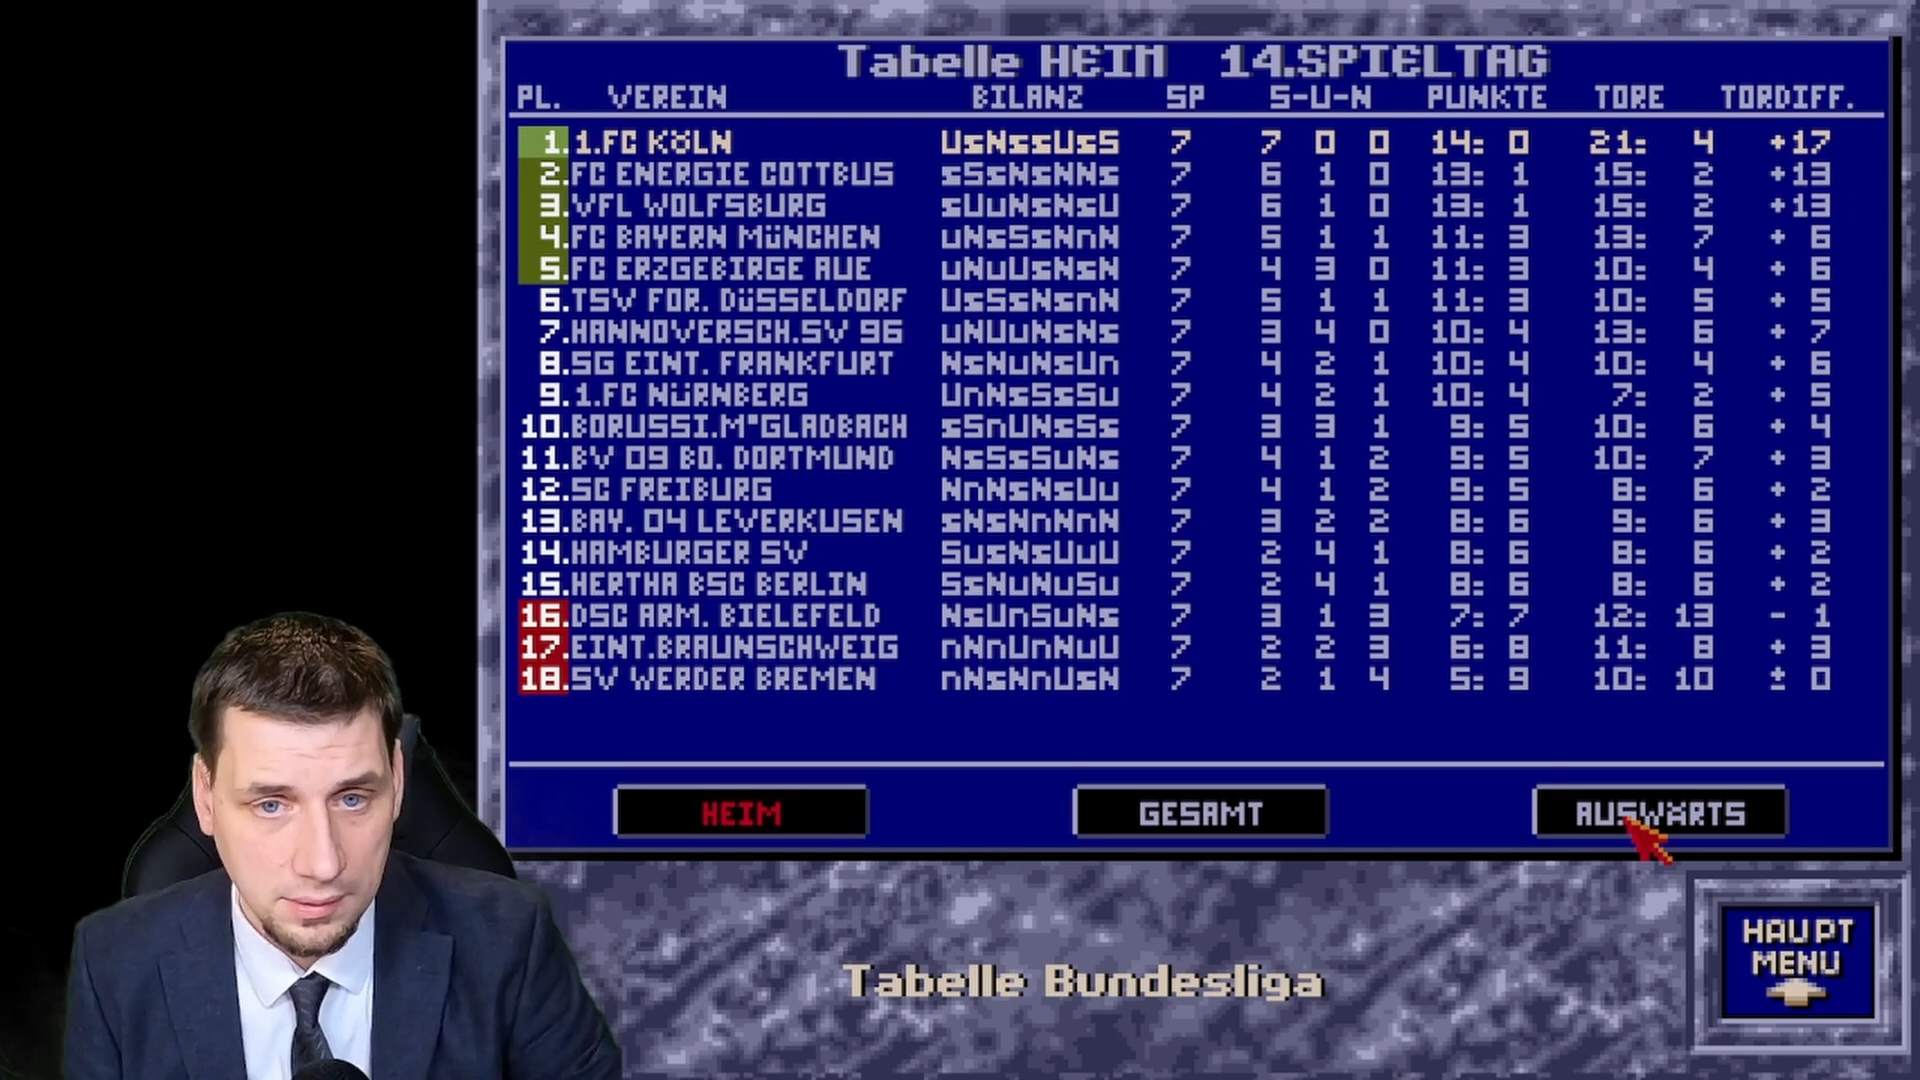 Tabelle HEIM 14.SPIELTAG
PL. VEREIN BILANZ SP S-U-N PUNKTE TORE TORDIFF.
1. 1.FC KÖLN UsNssUsS 7 7 0 0 14: 0 21: 4 +17
2. FC ENERGIE COTTBUS sSsNsNNs 7 6 1 0 13: 1 15: 2 +13
3. VFL WOLFSBURG sUuNsNsU 7 6 1 0 13: 1 15: 2 +13
4. FC BAYERN MüNCHEN uNsSsNnN 7 5 1 1 11: 3 13: 7 + 6
5. FC ERZGEBIRGE AUE uNuUsNsN 7 4 3 0 11: 3 10: 4 + 6
6. TSV FOR. DüSSELDORF UsSsNsnN 7 5 1 1 11: 3 10: 5 + 5
7. HANNOVERSCH.SV 96 uNUuNsNs 7 3 4 0 10: 4 13: 6 + 7
8. SG EINT. FRANKFURT NsNuNsUn 7 4 2 1 10: 4 10: 4 + 6
9. 1.FC NüRNBERG UnNsSsSu 7 4 2 1 10: 4 7: 2 + 5
10. BORUSSI.M"GLADBACH sSnUNsSs 7 3 3 1 9: 5 10: 6 + 4
11. BV 09 BO. DORTMUND NsSsSuNs 7 4 1 2 9: 5 10: 7 + 3
12. SC FREIBURG NnNsNsUu 7 4 1 2 9: 5 8: 6 + 2
13. BAY. 04 LEVERKUSEN sNsNnNnN 7 3 2 2 8: 6 9: 6 + 3
14. HAMBURGER SV SusNsUuU 7 2 4 1 8: 6 8: 6 + 2
15. HERTHA BSC BERLIN SsNuNuSu 7 2 4 1 8: 6 8: 6 + 2
16. DSC ARM. BIELEFELD NsUnSuNs 7 3 1 3 7: 7 12: 13 - 1
17. EINT.BRAUNSCHWEIG nNnUnNuU 7 2 2 3 6: 8 11: 8 + 3
18. SV WERDER BREMEN nNsNnUsN 7 2 1 4 5: 9 10: 10 ± 0
HEIM GESAMT AUSWÄRTS
HAUPT
MENU
Tabelle Bundesliga